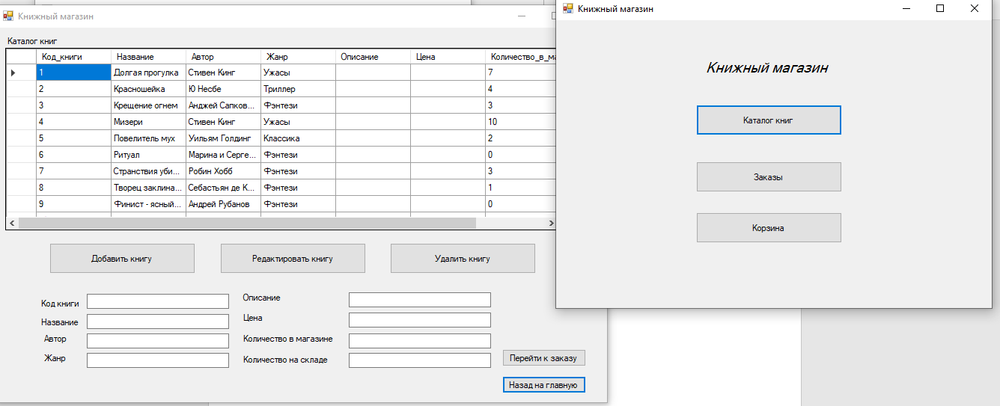 Книжный магазин
Каталог книг
Код_книги Название Автор Жанр Описание Цена Количество_в_ма
1 Долгая прогулка Стивен Кинг Ужасы 7
2 Красношейка Ю Несбе Триллер 4
3 Крещение огнем Анджей Сапков... Фэнтези 3
4 Мизери Стивен Кинг Ужасы 10
5 Повелитель мух Уильям Голдинг Классика 2
6 Ритуал Марина и Серге... Фэнтези 0
7 Странствия уби... Робин Хобб Фэнтези 3
8 Творец заклина... Себастьян де К... Фэнтези 1
9 Финист - ясный... Андрей Рубанов Фэнтези 0
Добавить книгу Редактировать книгу Удалить книгу
Код книги
Название
Автор
Жанр
Описание
Цена
Количество в магазине
Количество на складе
Перейти к заказу
Назад на главную
Книжный магазин
Книжный магазин
Каталог книг
Заказы
Корзина